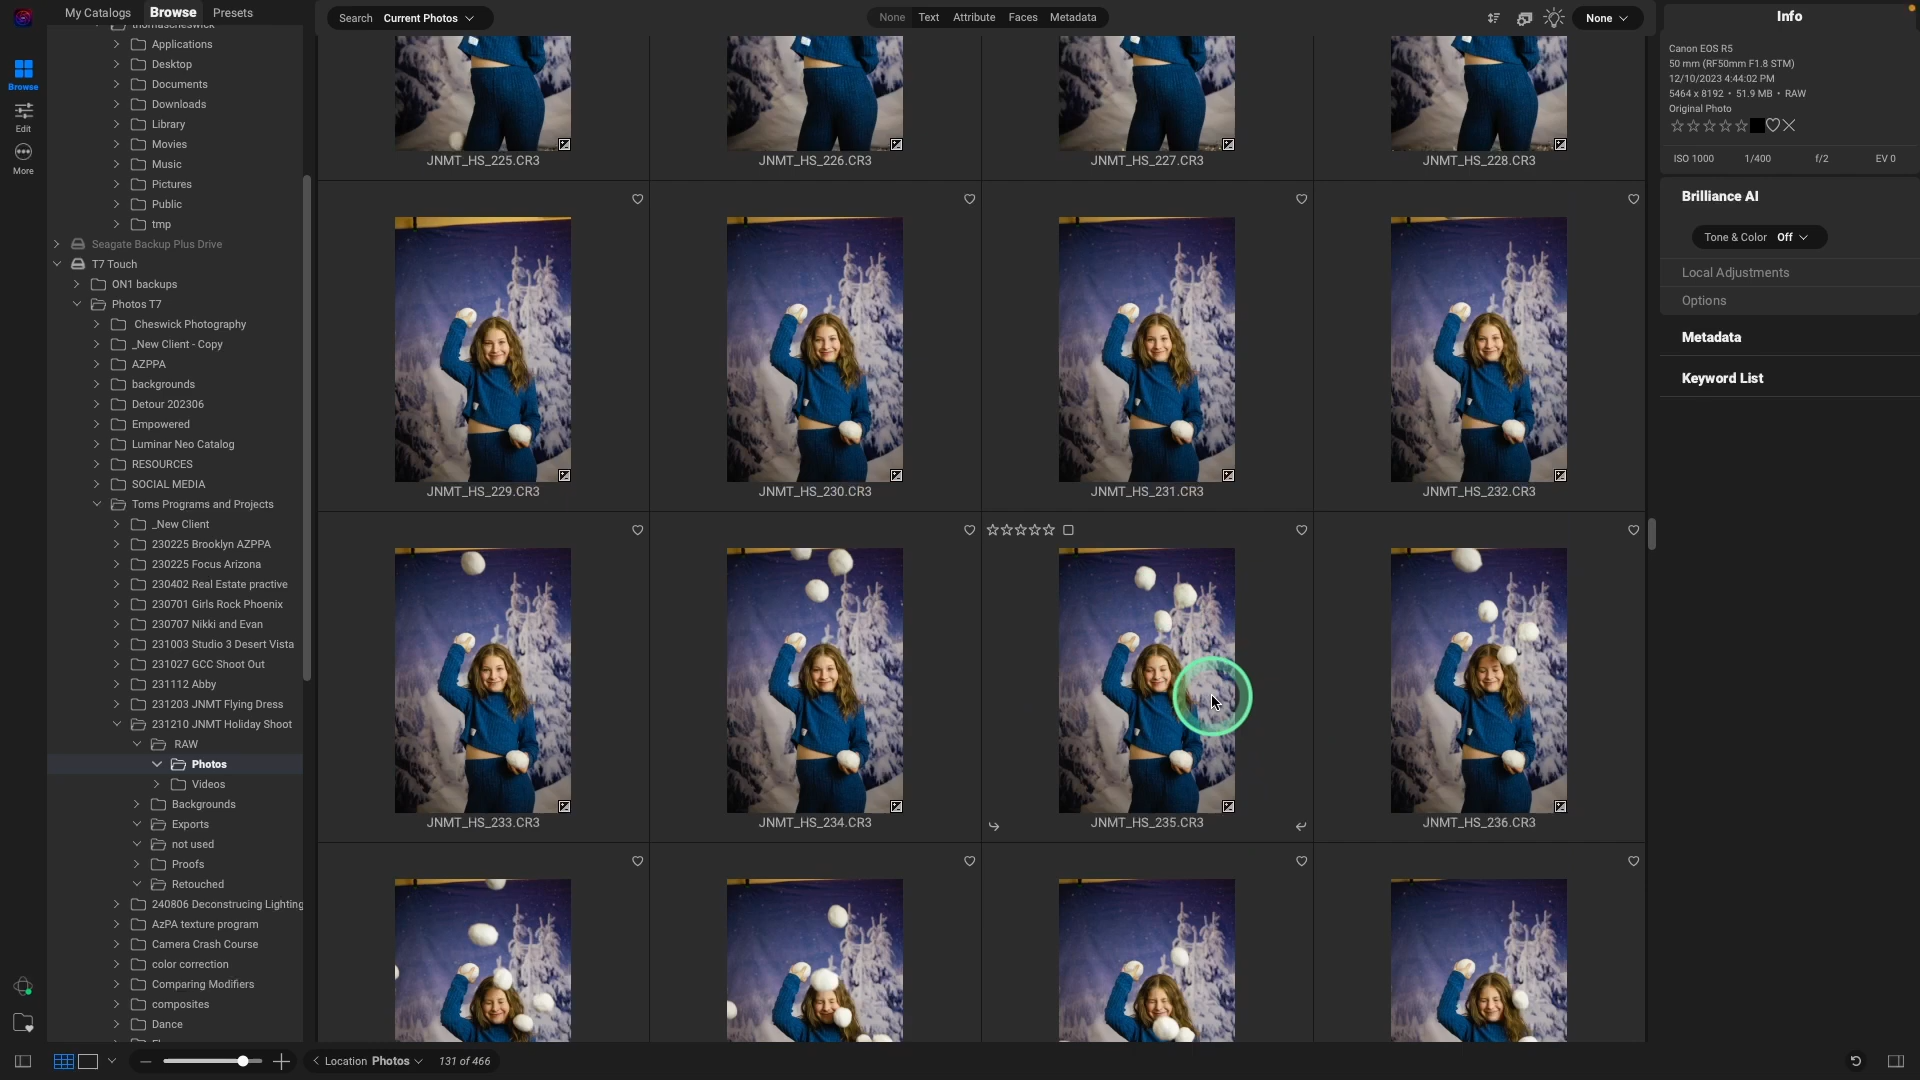 My Catalogs Browse Presets
Search Current Photos
None Text Attribute Faces Metadata
None
Info
Browse
Edit
More
thomascheswick
Applications
Desktop
Documents
Downloads
Library
Movies
Music
Pictures
Public
tmp
Seagate Backup Plus Drive
T7 Touch
ON1 backups
Photos T7
Cheswick Photography
_New Client - Copy
AZPPA
backgrounds
Detour 202306
Empowered
Luminar Neo Catalog
RESOURCES
SOCIAL MEDIA
Toms Programs and Projects
_New Client
230225 Brooklyn AZPPA
230225 Focus Arizona
230402 Real Estate practive
230701 Girls Rock Phoenix
230707 Nikki and Evan
231003 Studio 3 Desert Vista
231027 GCC Shoot Out
231112 Abby
231203 JNMT Flying Dress
231210 JNMT Holiday Shoot
RAW
Photos
Videos
Backgrounds
Exports
not used
Proofs
Retouched
240806 Deconstrucing Lighting
AzPA texture program
Camera Crash Course
color correction
Comparing Modifiers
composites
Dance
JNMT_HS_225.CR3 JNMT_HS_226.CR3 JNMT_HS_227.CR3 JNMT_HS_228.CR3
JNMT_HS_229.CR3 JNMT_HS_230.CR3 JNMT_HS_231.CR3 JNMT_HS_232.CR3
JNMT_HS_233.CR3 JNMT_HS_234.CR3 JNMT_HS_235.CR3 JNMT_HS_236.CR3
Location Photos 131 of 466
Canon EOS R5
50 mm (RF50mm F1.8 STM)
12/10/2023 4:44:02 PM
5464 x 8192 • 51.9 MB • RAW
Original Photo
ISO 1000 1/400 f/2 EV 0
Brilliance AI
Tone & Color Off
Local Adjustments
Options
Metadata
Keyword List